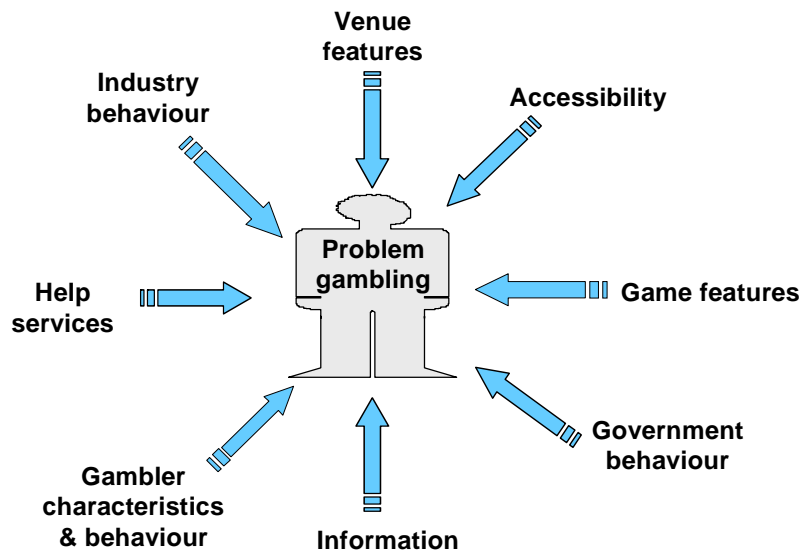 Venue
features
Industry
behaviour
Accessibility
Problem
gambling
Help
services
Game features
Government
behaviour
Gambler
characteristics
& behaviour
Information